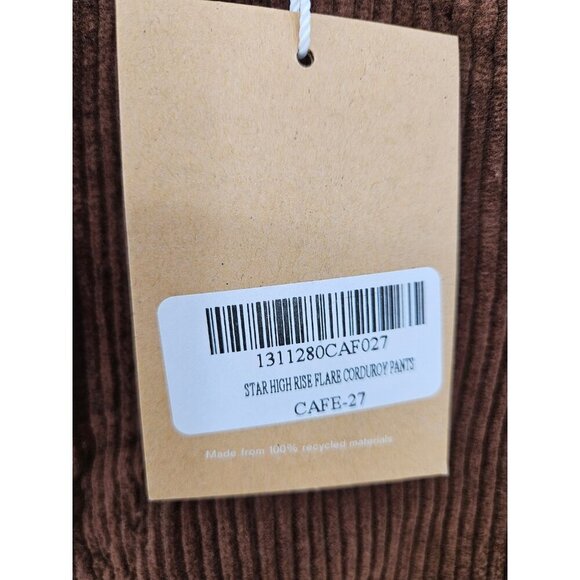 1311280CAF027
STAR HIGH RISE FLARE CORDUROY PANTS
CAFE-27
Made from 100% recycled materials